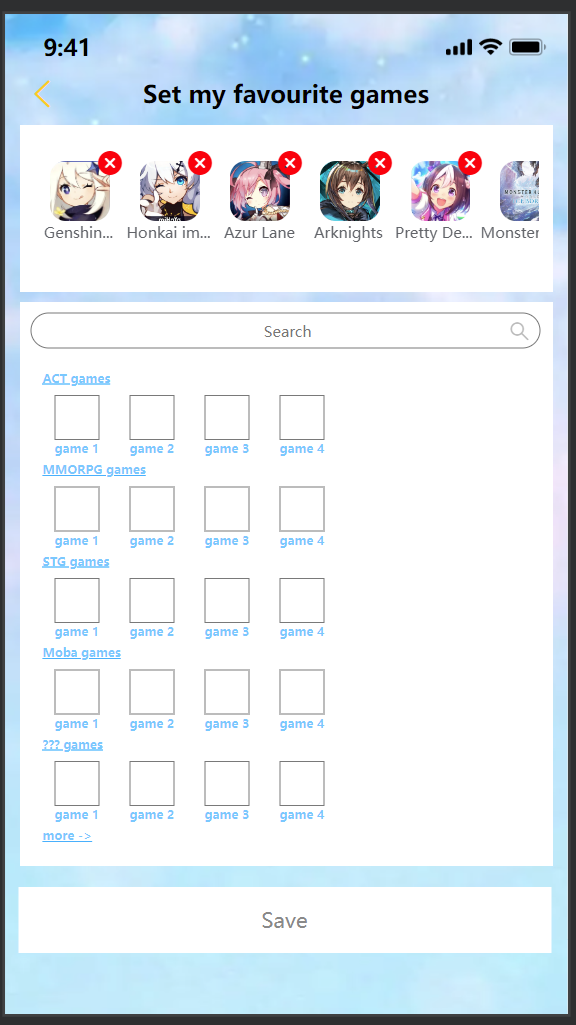 9:41
Set my favourite games
Genshin... Honkai im... Azur Lane Arknights Pretty De... Monster
Search
ACT games
game 1 game 2 game 3 game 4
MMORPG games
game 1 game 2 game 3 game 4
STG games
game 1 game 2 game 3 game 4
Moba games
game 1 game 2 game 3 game 4
??? games
game 1 game 2 game 3 game 4
more ->
Save